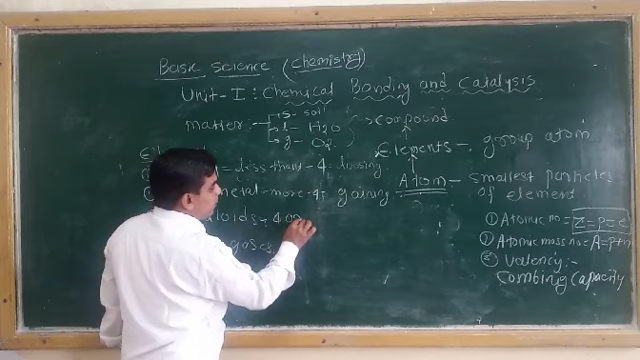 Basic Science (chemistry)
Unit-I : Chemical Bonding and Catalysis
matter:- S- soil
l- H2O
g- O2
compound
Elements -, group atom
= less than - 4 = loosing
more - 4, gaining
Atom - smallest particles
of element
① Atomic no = Z = P = e
② Atomic mass no = A = P + n
③ valency :-
Combining Capacity
loids - 4
gases